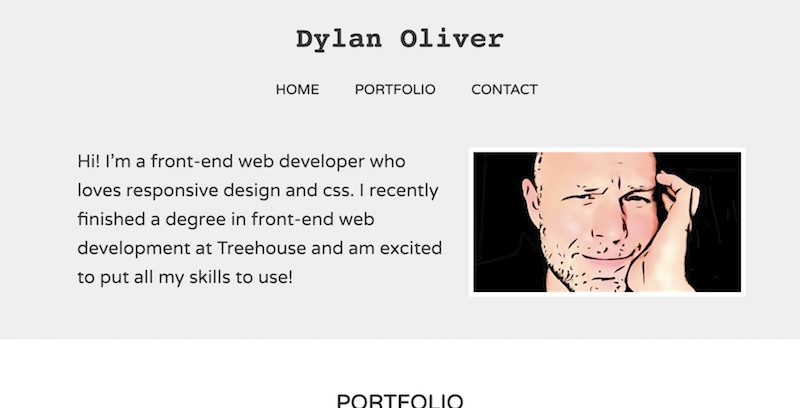 Dylan Oliver
HOME PORTFOLIO CONTACT
Hi! I’m a front-end web developer who
loves responsive design and css. I recently
finished a degree in front-end web
development at Treehouse and am excited
to put all my skills to use!
PORTFOLIO